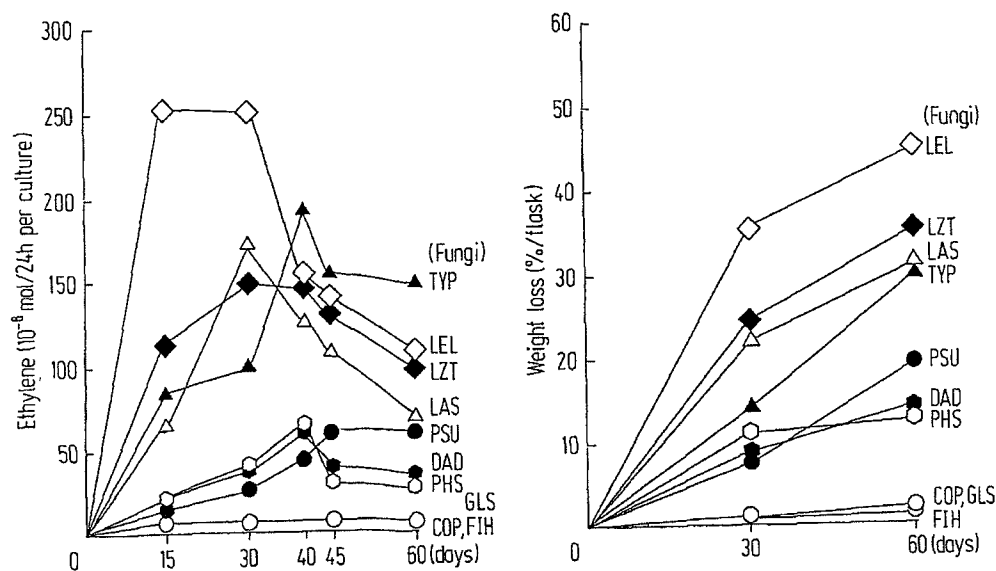 Ethylene (10⁻⁸ mol/24h per culture)
300
250
200
150
100
50
0
15
30
40
45
60 (days)
(Fungi)
TYP
LEL
LZT
LAS
PSU
DAD
PHS
GLS
COP,FIH
Weight loss (%/flask)
60
50
40
30
20
10
0
30
60 (days)
(Fungi)
LEL
LZT
LAS
TYP
PSU
DAD
PHS
COP,GLS
FIH